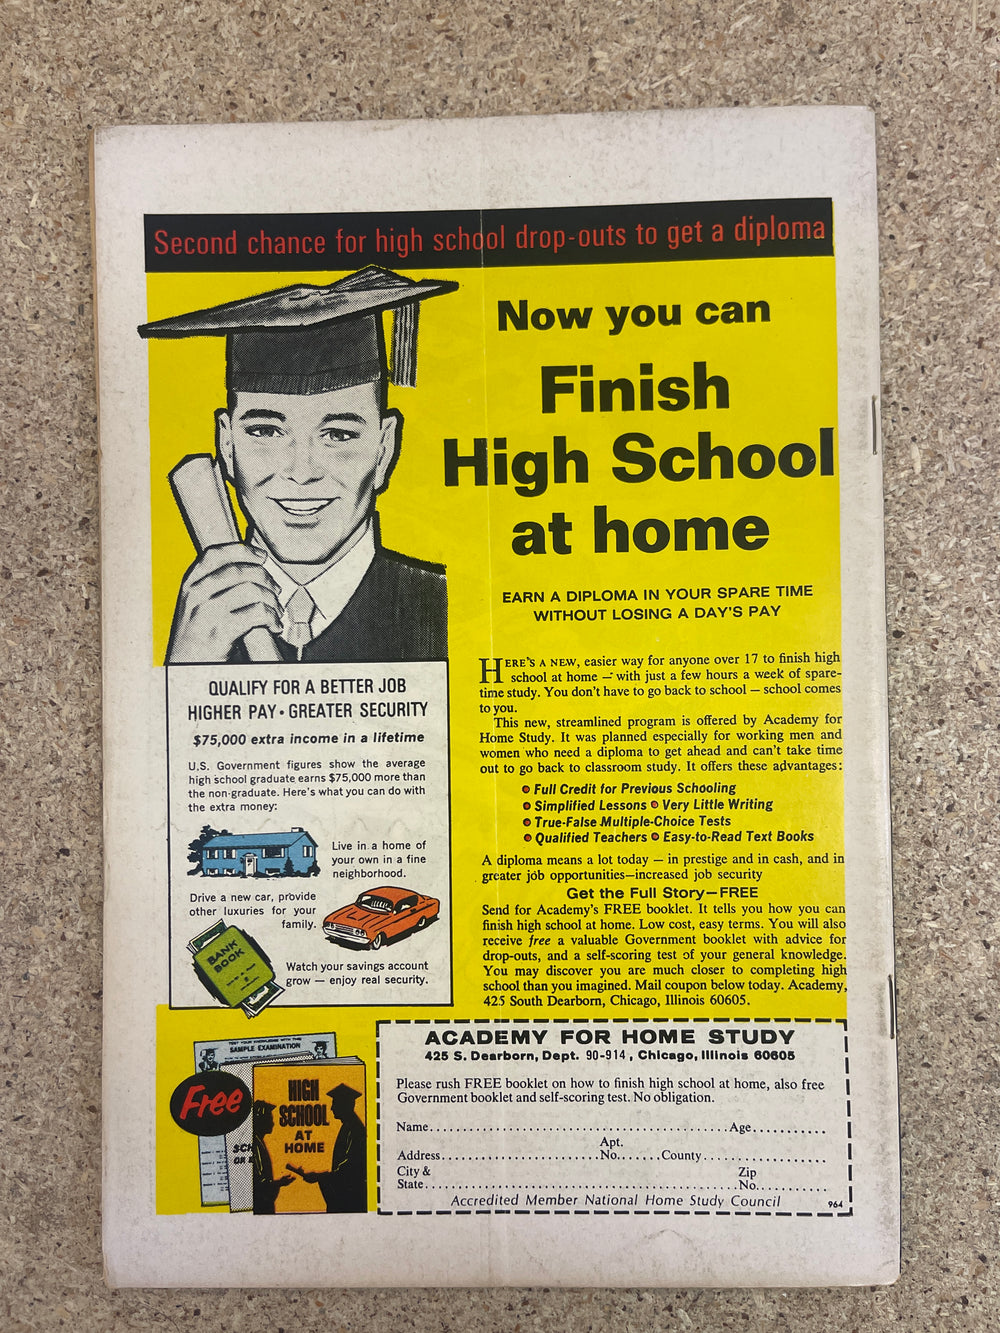 Second chance for high school drop-outs to get a diploma
Now you can
Finish
High School
at home
EARN A DIPLOMA IN YOUR SPARE TIME
WITHOUT LOSING A DAY'S PAY
HERE'S A NEW, easier way for anyone over 17 to finish high
school at home — with just a few hours a week of spare-
time study. You don't have to go back to school — school comes
to you.
This new, streamlined program is offered by Academy for
Home Study. It was planned especially for working men and
women who need a diploma to get ahead and can't take time
out to go back to classroom study. It offers these advantages:
• Full Credit for Previous Schooling
• Simplified Lessons • Very Little Writing
• True-False Multiple-Choice Tests
• Qualified Teachers • Easy-to-Read Text Books
A diploma means a lot today — in prestige and in cash, and in
greater job opportunities—increased job security
Get the Full Story—FREE
Send for Academy's FREE booklet. It tells you how you can
finish high school at home. Low cost, easy terms. You will also
receive free a valuable Government booklet with advice for
drop-outs, and a self-scoring test of your general knowledge.
You may discover you are much closer to completing high
school than you imagined. Mail coupon below today. Academy,
425 South Dearborn, Chicago, Illinois 60605.
QUALIFY FOR A BETTER JOB
HIGHER PAY • GREATER SECURITY
$75,000 extra income in a lifetime
U.S. Government figures show the average
high school graduate earns $75,000 more than
the non-graduate. Here's what you can do with
the extra money:
Live in a home of
your own in a fine
neighborhood.
Drive a new car, provide
other luxuries for your
family.
BANK
BOOK
Watch your savings account
grow — enjoy real security.
TEST YOUR KNOWLEDGE WITH THIS
SAMPLE EXAMINATION
Free
HIGH
SCHOOL
AT
HOME
ACADEMY FOR HOME STUDY
425 S. Dearborn, Dept. 90-914, Chicago, Illinois 60605
Please rush FREE booklet on how to finish high school at home, also free
Government booklet and self-scoring test. No obligation.
Name.......................................................Age............
Apt.
Address............................No......County....................
City & Zip
State.......................................................No..........
Accredited Member National Home Study Council 964